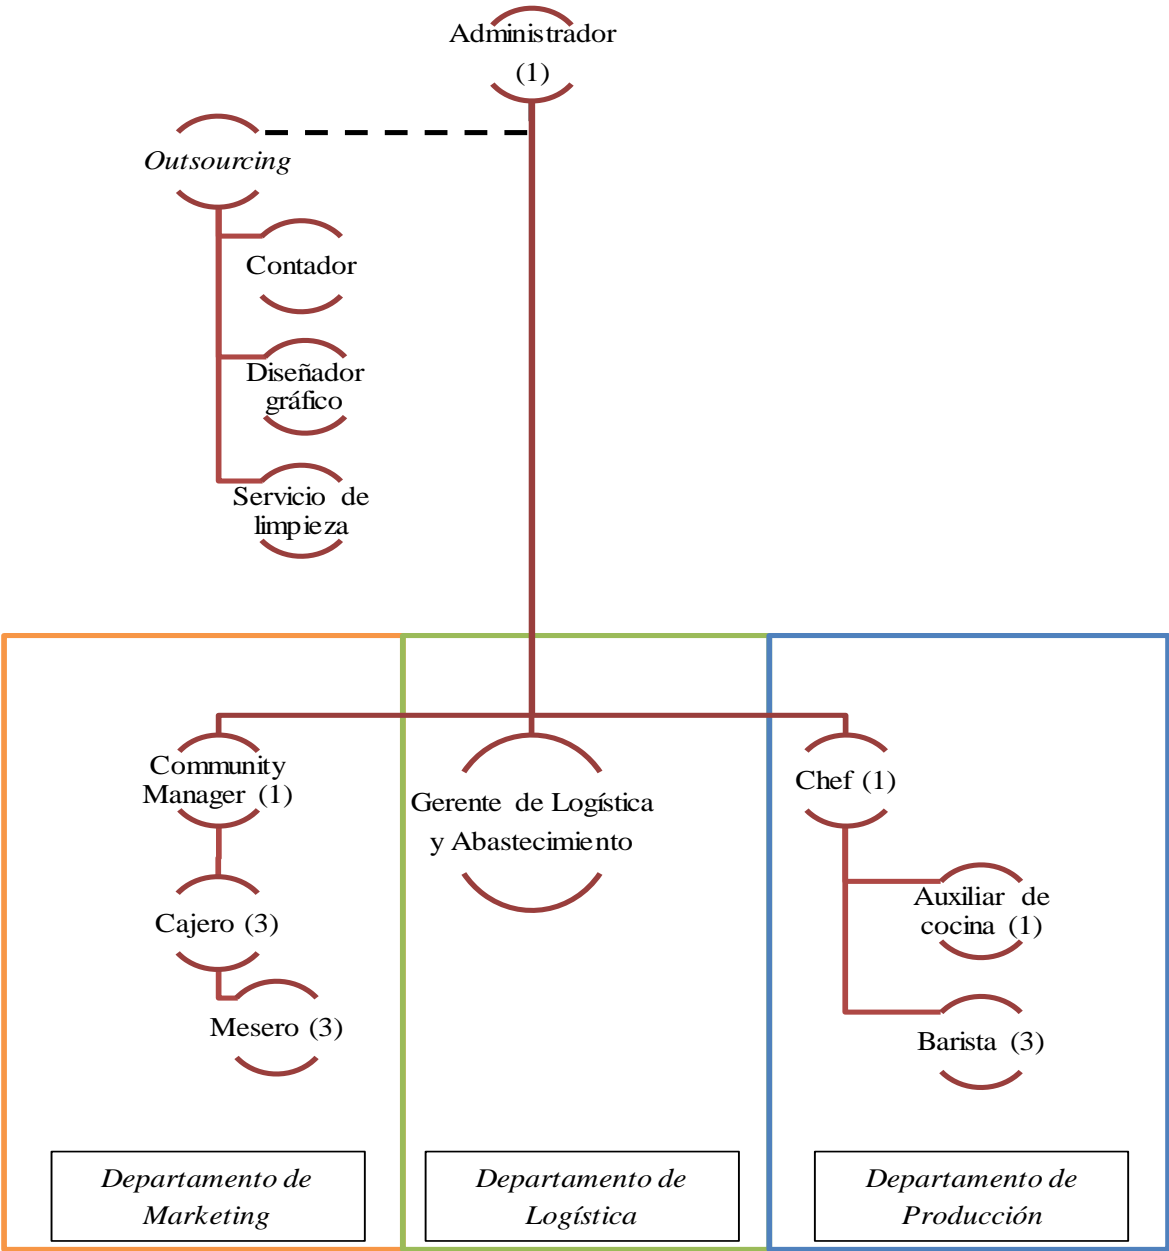 Administrador
(1)
Outsourcing
Contador
Diseñador
gráfico
Servicio de
limpieza
Community
Manager (1)
Cajero (3)
Mesero (3)
Gerente de Logística
y Abastecimiento
Chef (1)
Auxiliar de
cocina (1)
Barista (3)
Departamento de
Marketing
Departamento de
Logística
Departamento de
Producción